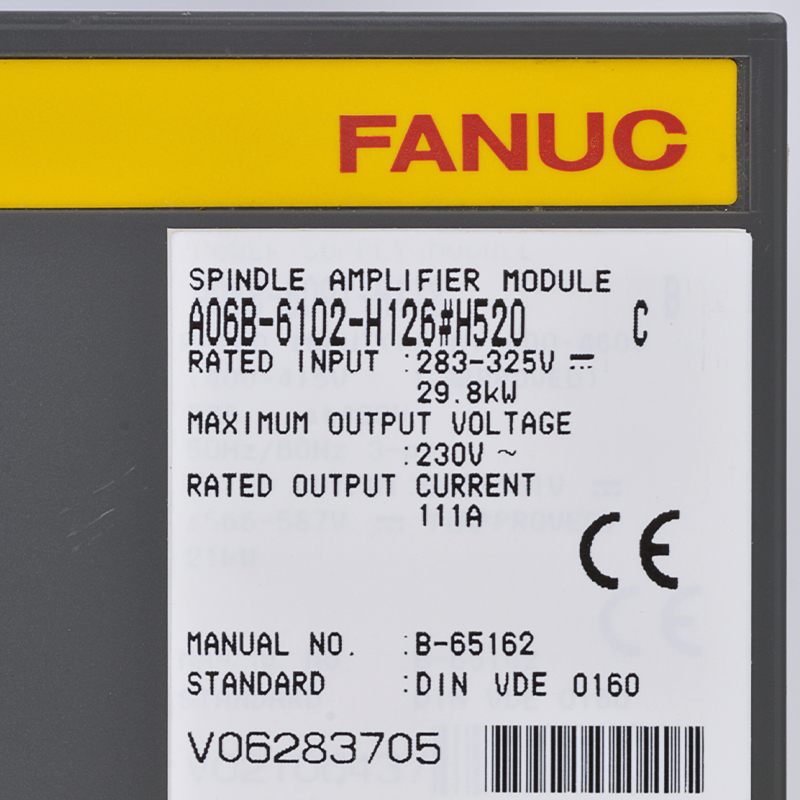 FANUC
SPINDLE AMPLIFIER MODULE
A06B-6102-H126#H520 C
RATED INPUT :283-325V ⎓
29.8kW
MAXIMUM OUTPUT VOLTAGE
:230V ~
RATED OUTPUT CURRENT
111A
CE
MANUAL NO. :B-65162
STANDARD :DIN VDE 0160
V06283705